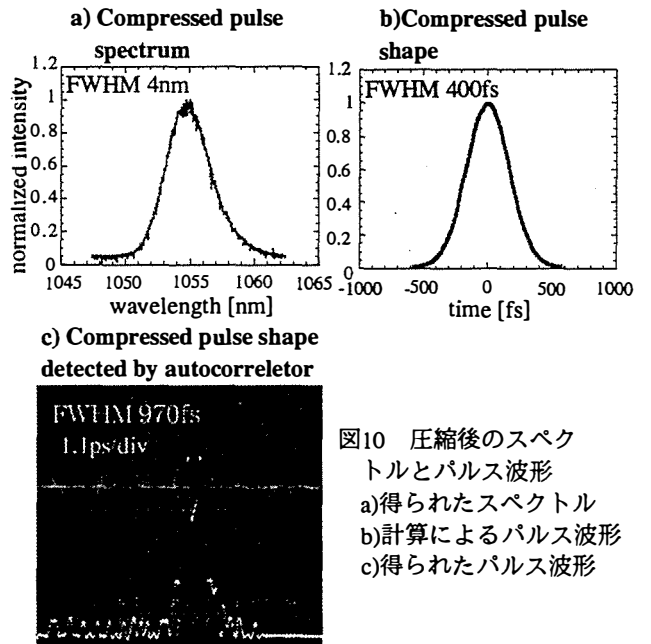 a) Compressed pulse
spectrum
FWHM 4nm
normalized intensity
1.2
1
0.8
0.6
0.4
0.2
0
1045 1050 1055 1060 1065
wavelength [nm]
b)Compressed pulse
shape
FWHM 400fs
1.2
1
0.8
0.6
0.4
0.2
0
-1000 -500 0 500 1000
time [fs]
c) Compressed pulse shape
detected by autocorreletor
FWHM 970fs
1.1ps/div
図10 圧縮後のスペク
トルとパルス波形
a)得られたスペクトル
b)計算によるパルス波形
c)得られたパルス波形